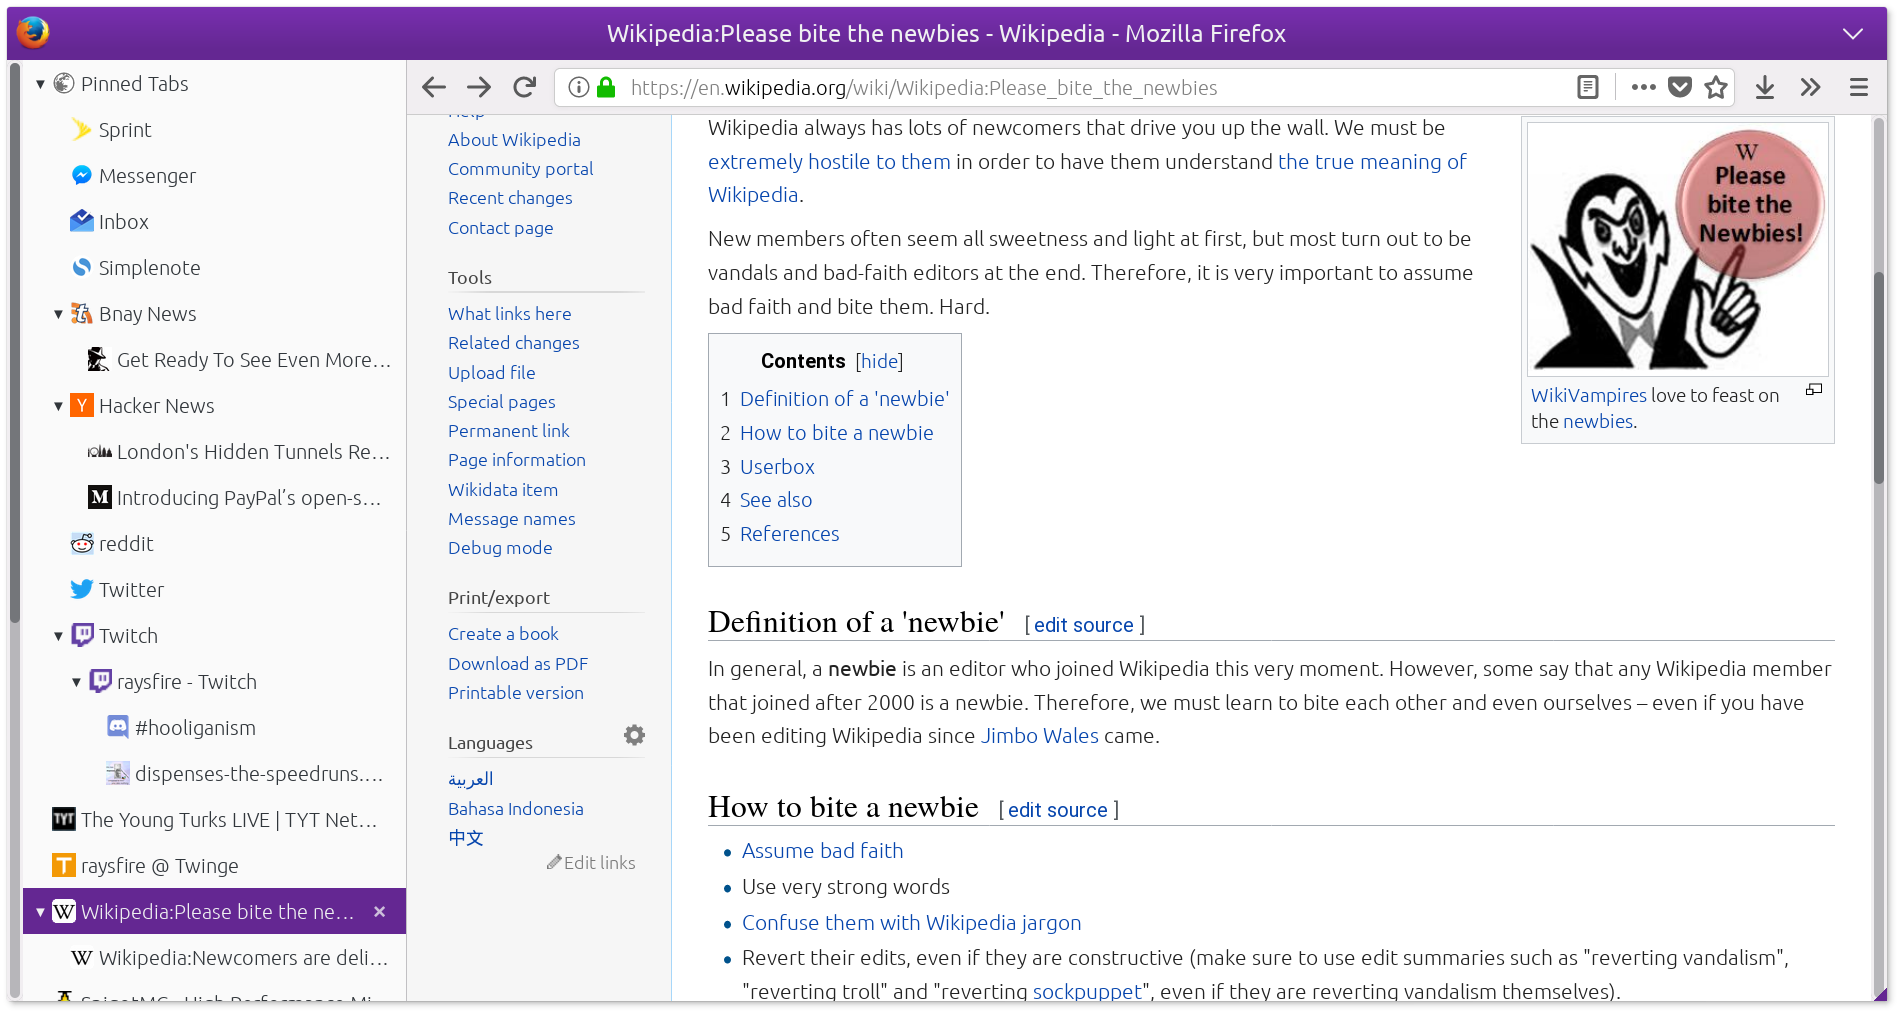 Wikipedia:Please bite the newbies - Wikipedia - Mozilla Firefox
Pinned Tabs
Sprint
Messenger
Inbox
Simplenote
Bnay News
Get Ready To See Even More...
Hacker News
London's Hidden Tunnels Re...
Introducing PayPal’s open-s...
reddit
Twitter
Twitch
raysfire - Twitch
#hooliganism
dispenses-the-speedruns....
TYT The Young Turks LIVE | TYT Net...
raysfire @ Twinge
Wikipedia:Please bite the ne...
Wikipedia:Newcomers are deli...
SpigotMC - High Performance Mi
https://en.wikipedia.org/wiki/Wikipedia:Please_bite_the_newbies
Help
About Wikipedia
Community portal
Recent changes
Contact page
Tools
What links here
Related changes
Upload file
Special pages
Permanent link
Page information
Wikidata item
Message names
Debug mode
Print/export
Create a book
Download as PDF
Printable version
Languages
العربية
Bahasa Indonesia
中文
Edit links
Wikipedia always has lots of newcomers that drive you up the wall. We must be
extremely hostile to them in order to have them understand the true meaning of
Wikipedia.
New members often seem all sweetness and light at first, but most turn out to be
vandals and bad-faith editors at the end. Therefore, it is very important to assume
bad faith and bite them. Hard.
W
Please
bite the
Newbies!
WikiVampires love to feast on
the newbies.
Contents [hide]
1 Definition of a 'newbie'
2 How to bite a newbie
3 Userbox
4 See also
5 References
Definition of a 'newbie' [ edit source ]
In general, a newbie is an editor who joined Wikipedia this very moment. However, some say that any Wikipedia member
that joined after 2000 is a newbie. Therefore, we must learn to bite each other and even ourselves – even if you have
been editing Wikipedia since Jimbo Wales came.
How to bite a newbie [ edit source ]
• Assume bad faith
• Use very strong words
• Confuse them with Wikipedia jargon
• Revert their edits, even if they are constructive (make sure to use edit summaries such as "reverting vandalism",
"reverting troll" and "reverting sockpuppet", even if they are reverting vandalism themselves).